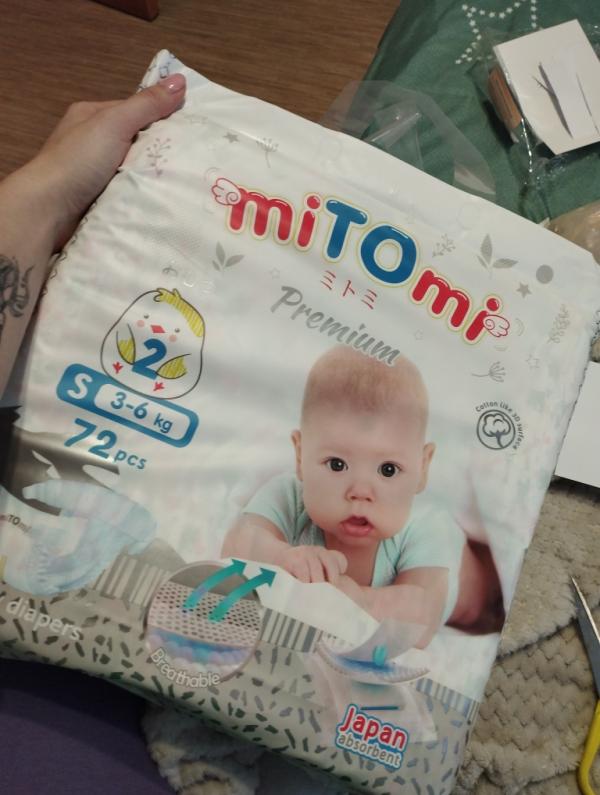 miTOmi
ミトミ
Premium
2
S 3-6 kg
72 pcs
Cotton like 3D surface
diapers
Breathable
Japan
absorbent